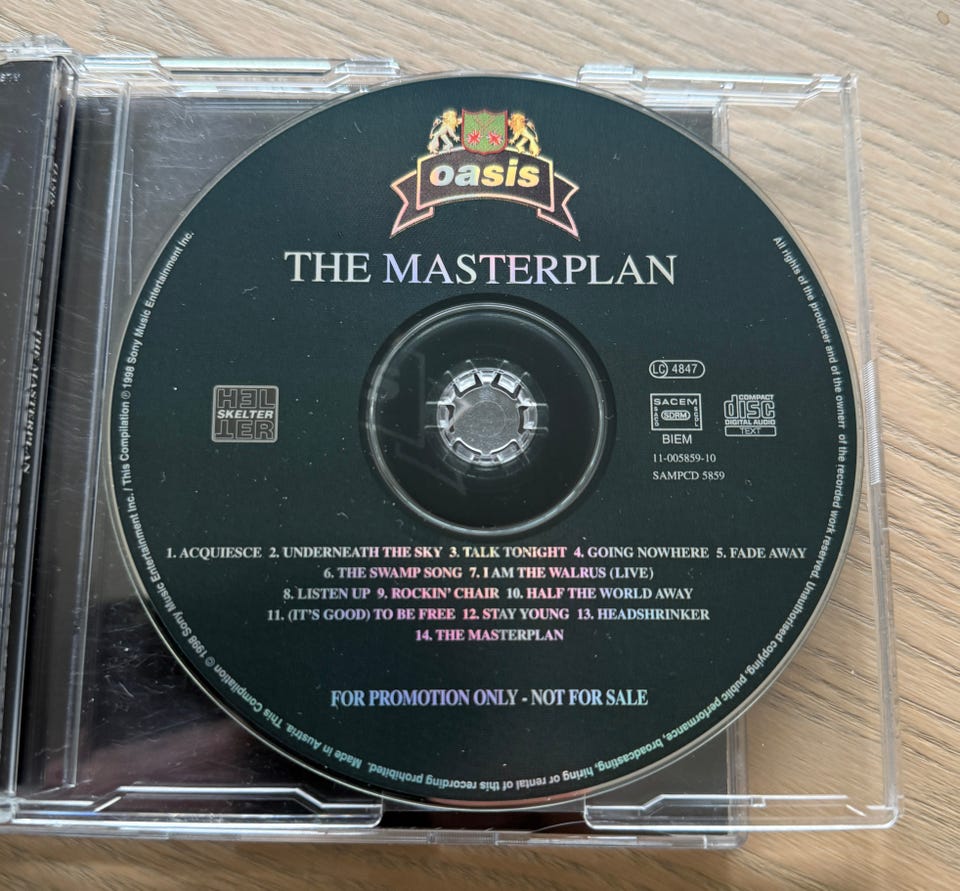 oasis
THE MASTERPLAN
HELTER
SKELTER
LC 4847
SACEM
SDRM
BIEM
COMPACT
disc
DIGITAL AUDIO
TEXT
11-005859-10
SAMPCD 5859
1. ACQUIESCE 2. UNDERNEATH THE SKY 3. TALK TONIGHT 4. GOING NOWHERE 5. FADE AWAY
6. THE SWAMP SONG 7. I AM THE WALRUS (LIVE)
8. LISTEN UP 9. ROCKIN' CHAIR 10. HALF THE WORLD AWAY
11. (IT'S GOOD) TO BE FREE 12. STAY YOUNG 13. HEADSHRINKER
14. THE MASTERPLAN
FOR PROMOTION ONLY - NOT FOR SALE
All rights of the producer and of the ownerr of the recorded work reserved. Unauthorised copying, public performance, broadcasting, hiring or rental of this recording prohibited. Made in Austria. This Compilation © 1998 Sony Music Entertainment Inc. / This Compilation ℗ 1998 Sony Music Entertainment Inc.
THE MASTERPLAN